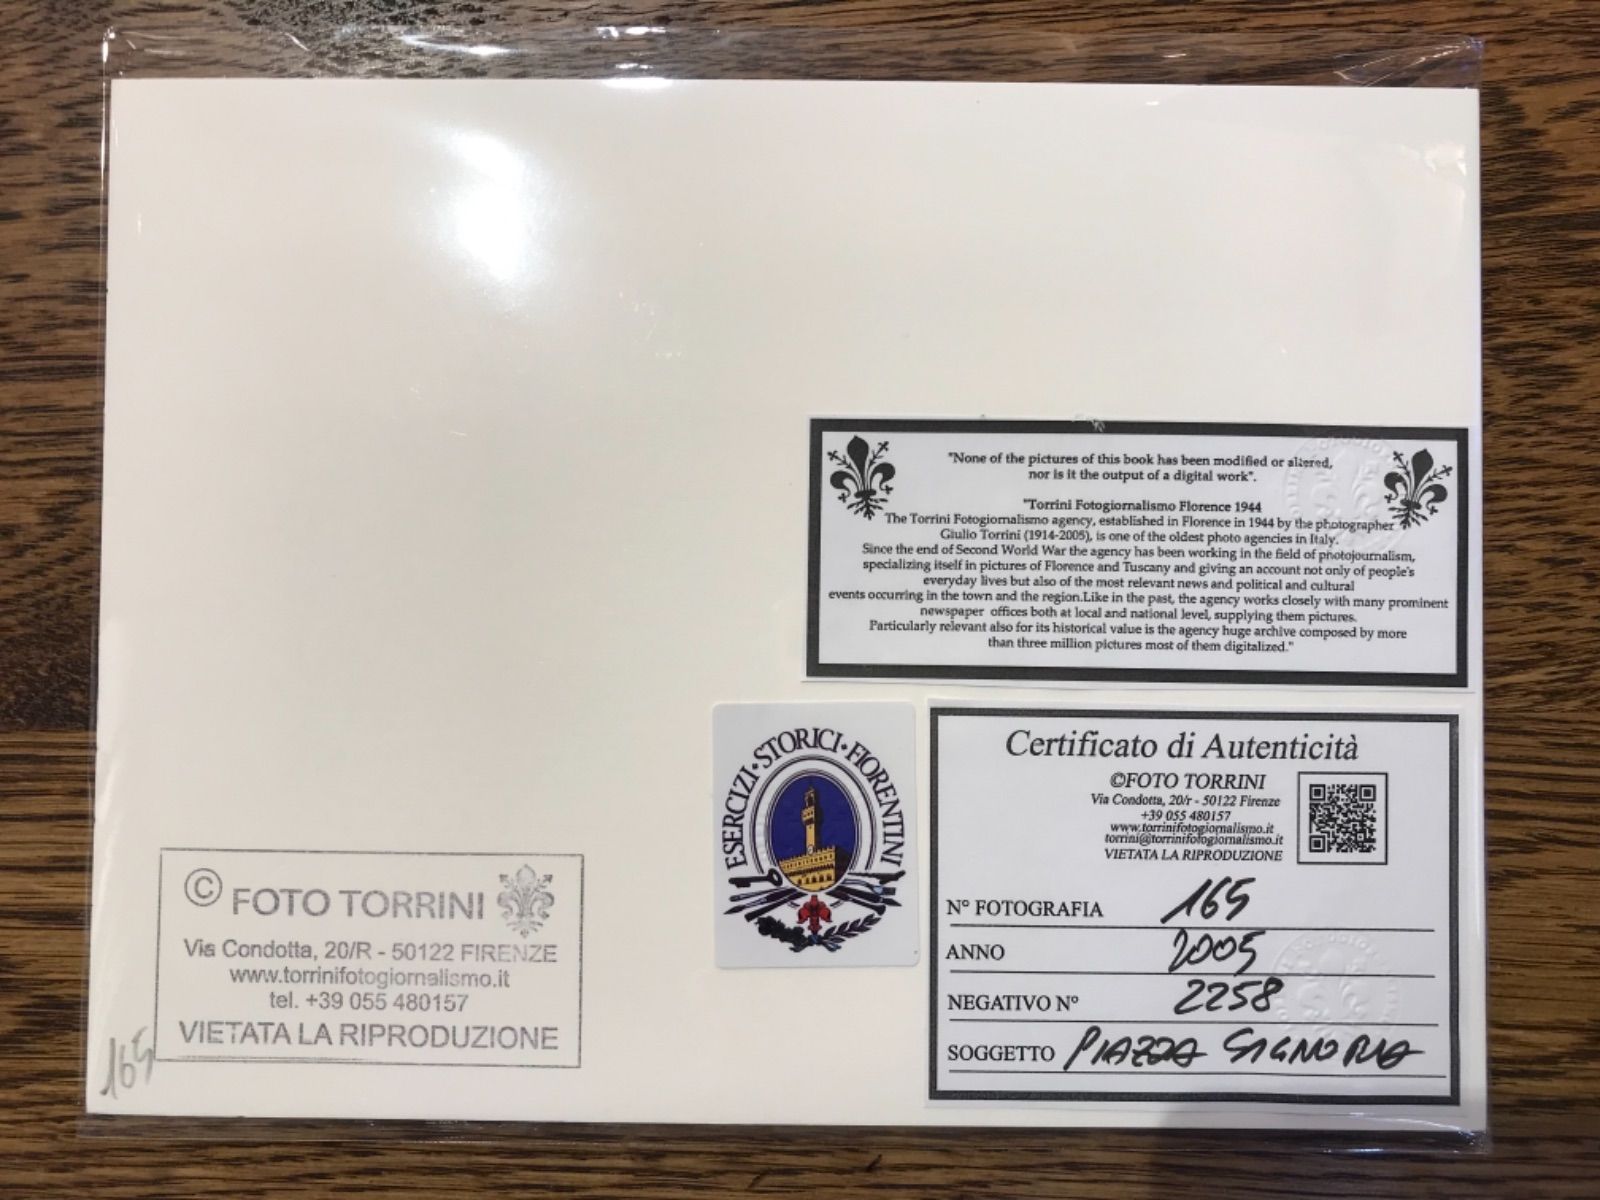 "None of the pictures of this book has been modified or altered,
nor is it the output of a digital work".
"Torrini Fotogiornalismo Florence 1944
The Torrini Fotogiornalismo agency, established in Florence in 1944 by the photographer
Giulio Torrini (1914-2005), is one of the oldest photo agencies in Italy.
Since the end of Second World War the agency has been working in the field of photojournalism,
specializing itself in pictures of Florence and Tuscany and giving an account not only of people's
everyday lives but also of the most relevant news and political and cultural
events occurring in the town and the region.Like in the past, the agency works closely with many prominent
newspaper offices both at local and national level, supplying them pictures.
Particularly relevant also for its historical value is the agency huge archive composed by more
than three million pictures most of them digitalized."
ESERCIZI·STORICI·FIORENTINI
Certificato di Autenticità
©FOTO TORRINI
Via Condotta, 20/r - 50122 Firenze
+39 055 480157
www.torrinifotogiornalismo.it
torrini@torrinifotogiornalismo.it
VIETATA LA RIPRODUZIONE
N° FOTOGRAFIA 165
ANNO 2005
NEGATIVO N° 2258
SOGGETTO PIAZZA SIGNORIA
© FOTO TORRINI
Via Condotta, 20/R - 50122 FIRENZE
www.torrinifotogiornalismo.it
tel. +39 055 480157
VIETATA LA RIPRODUZIONE
165